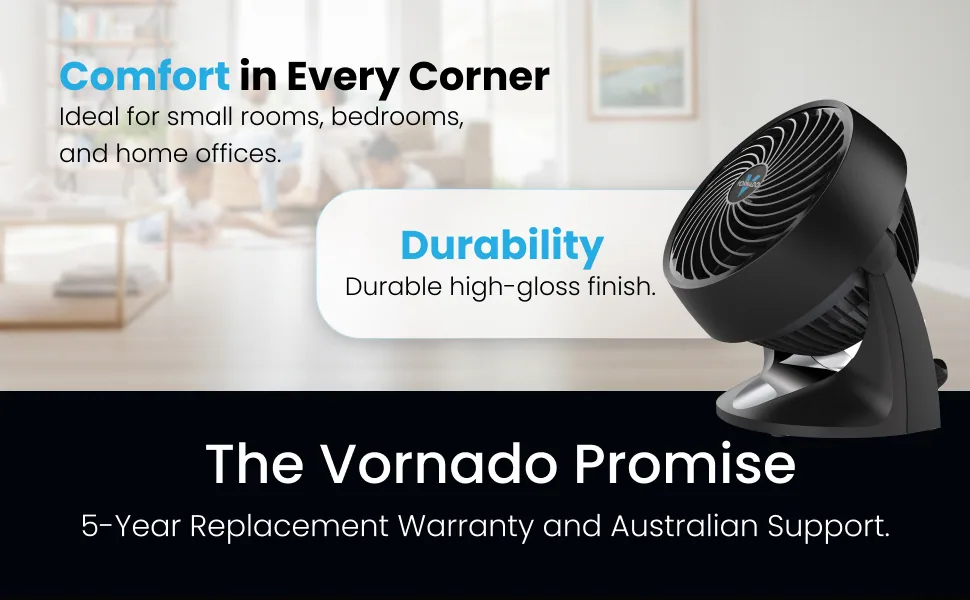 Comfort in Every Corner
Ideal for small rooms, bedrooms,
and home offices.
Durability
Durable high-gloss finish.
VORNADO
The Vornado Promise
5-Year Replacement Warranty and Australian Support.